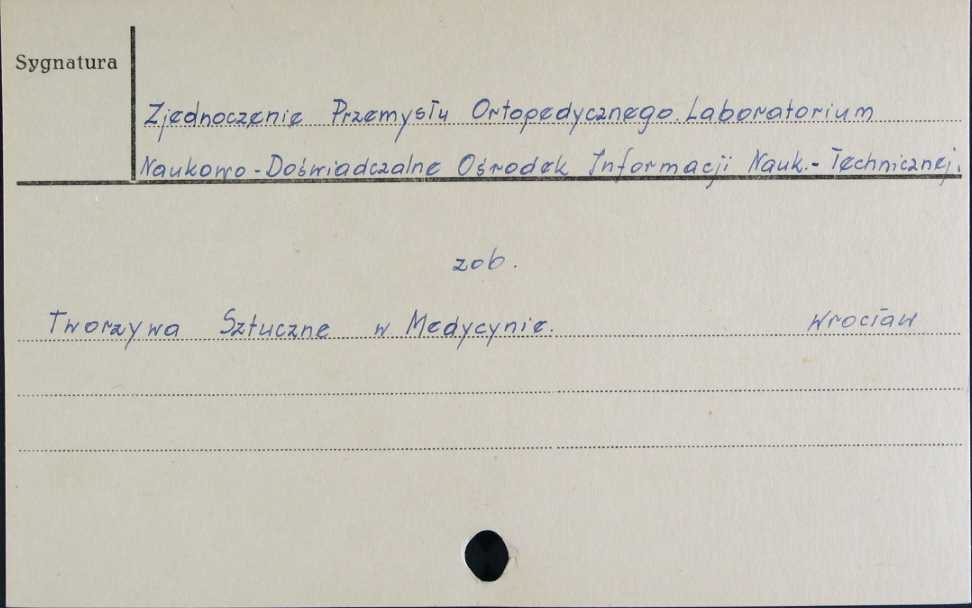 Sygnatura
Zjednoczenie Przemysłu Ortopedycznego. Laboratorium
Naukowo-Doświadczalne Ośrodek Informacji Nauk.-Technicznej.
zob.
Tworzywa Sztuczne w Medycynie. Wrocław